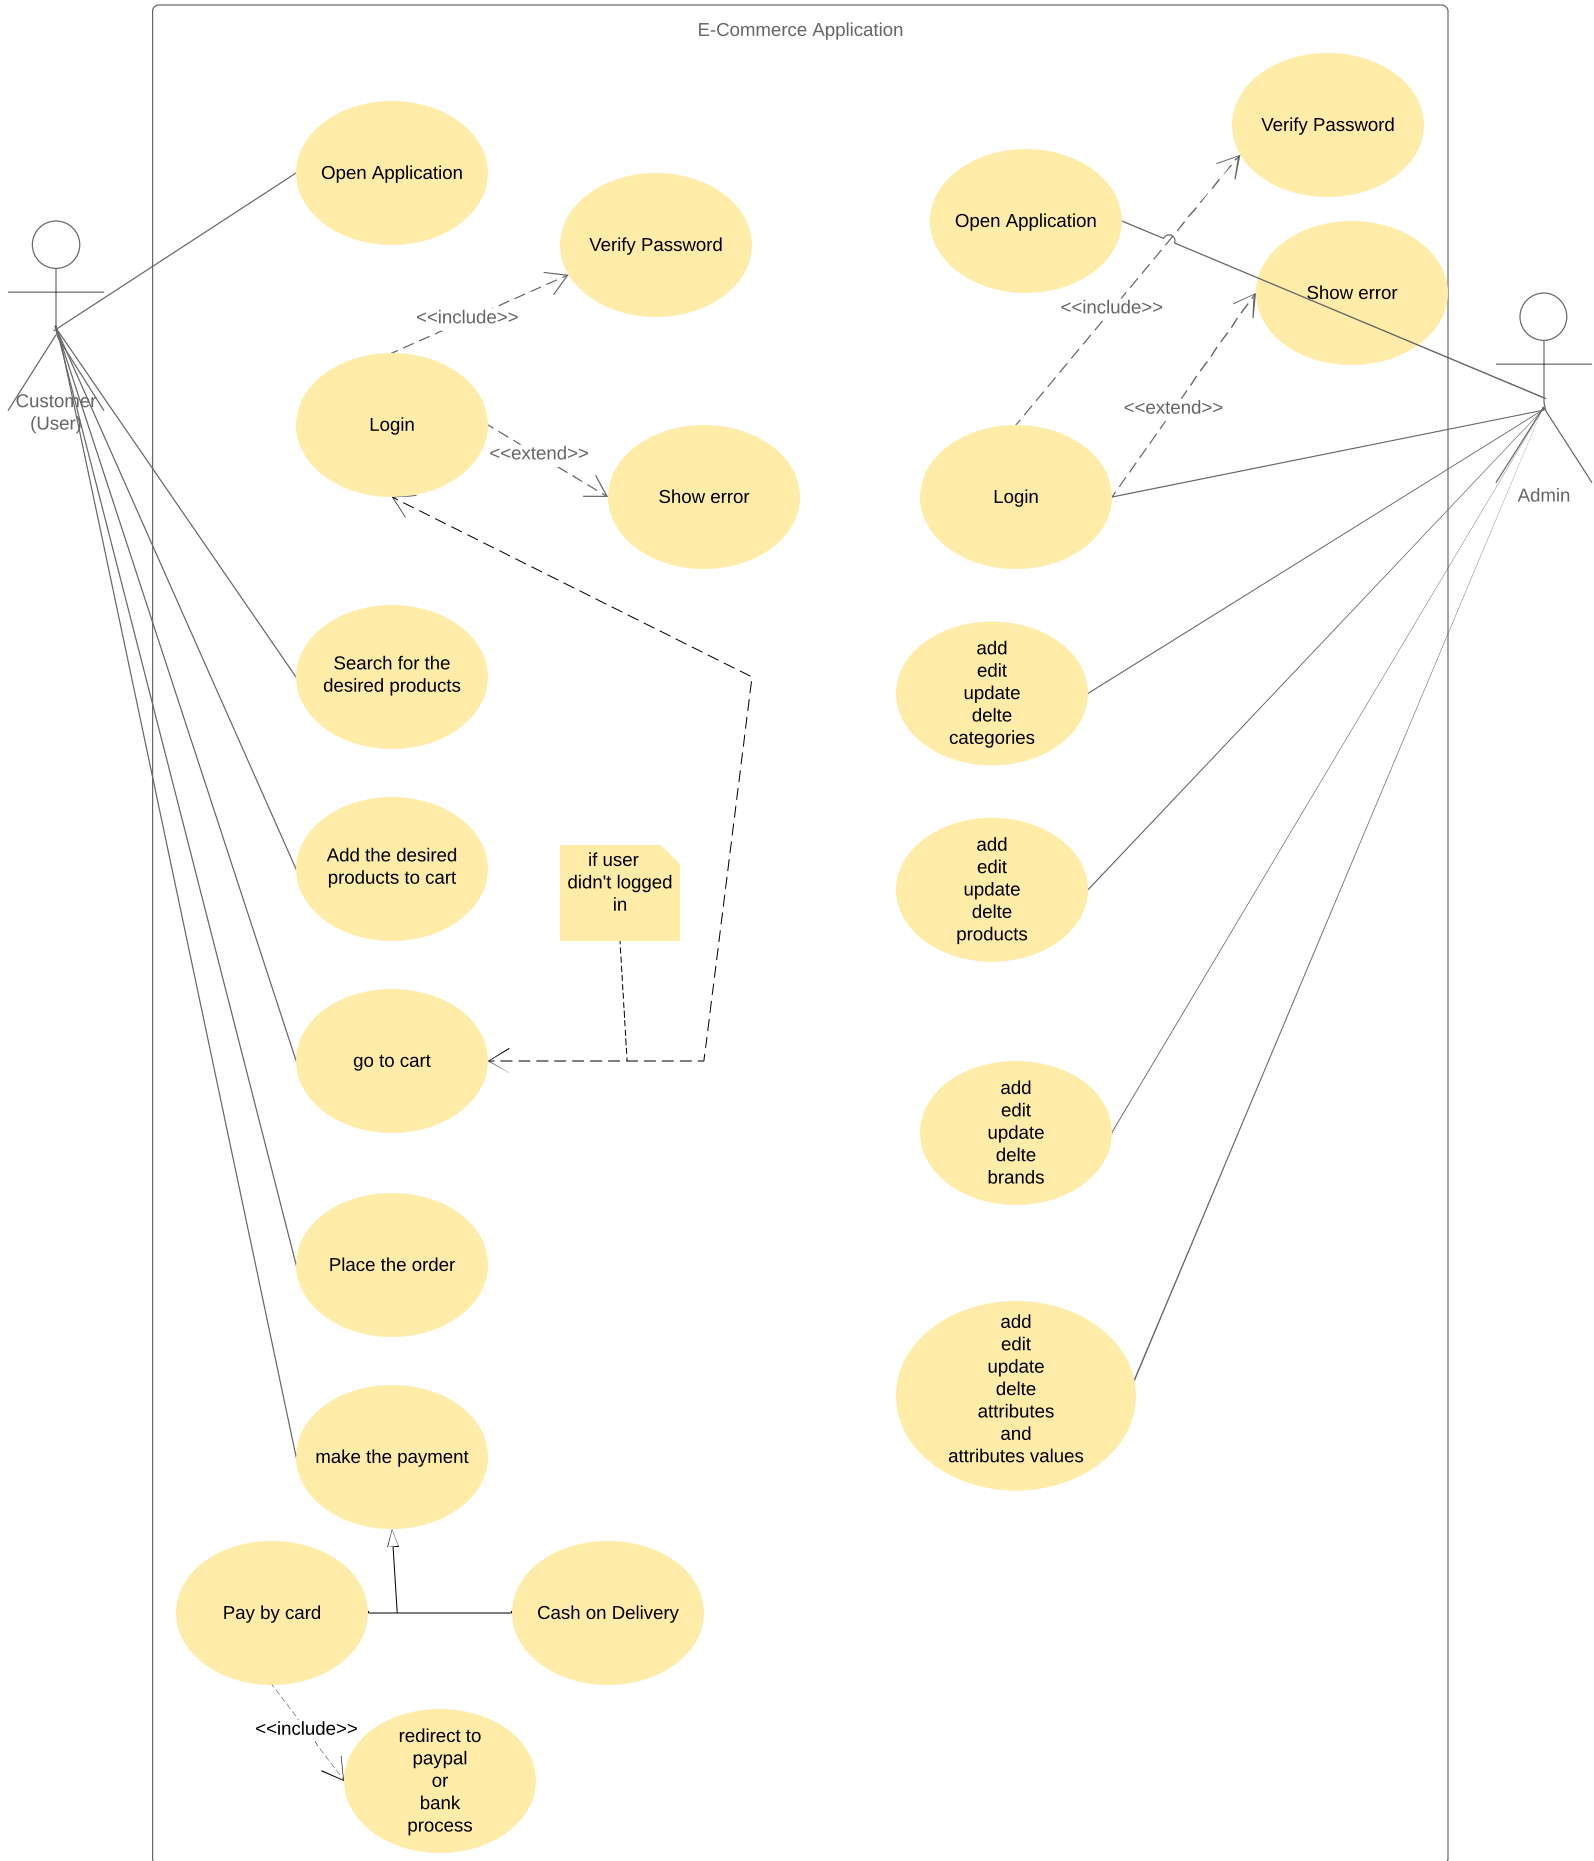 E-Commerce Application
Open Application
Verify Password
<<include>>
Customer
(User)
Login
<<extend>>
Show error
Search for the
desired products
Add the desired
products to cart
if user
didn't logged
in
go to cart
Place the order
make the payment
Pay by card
Cash on Delivery
<<include>>
redirect to
paypal
or
bank
process
Verify Password
Open Application
Show error
<<include>>
<<extend>>
Login
Admin
add
edit
update
delte
categories
add
edit
update
delte
products
add
edit
update
delte
brands
add
edit
update
delte
attributes
and
attributes values